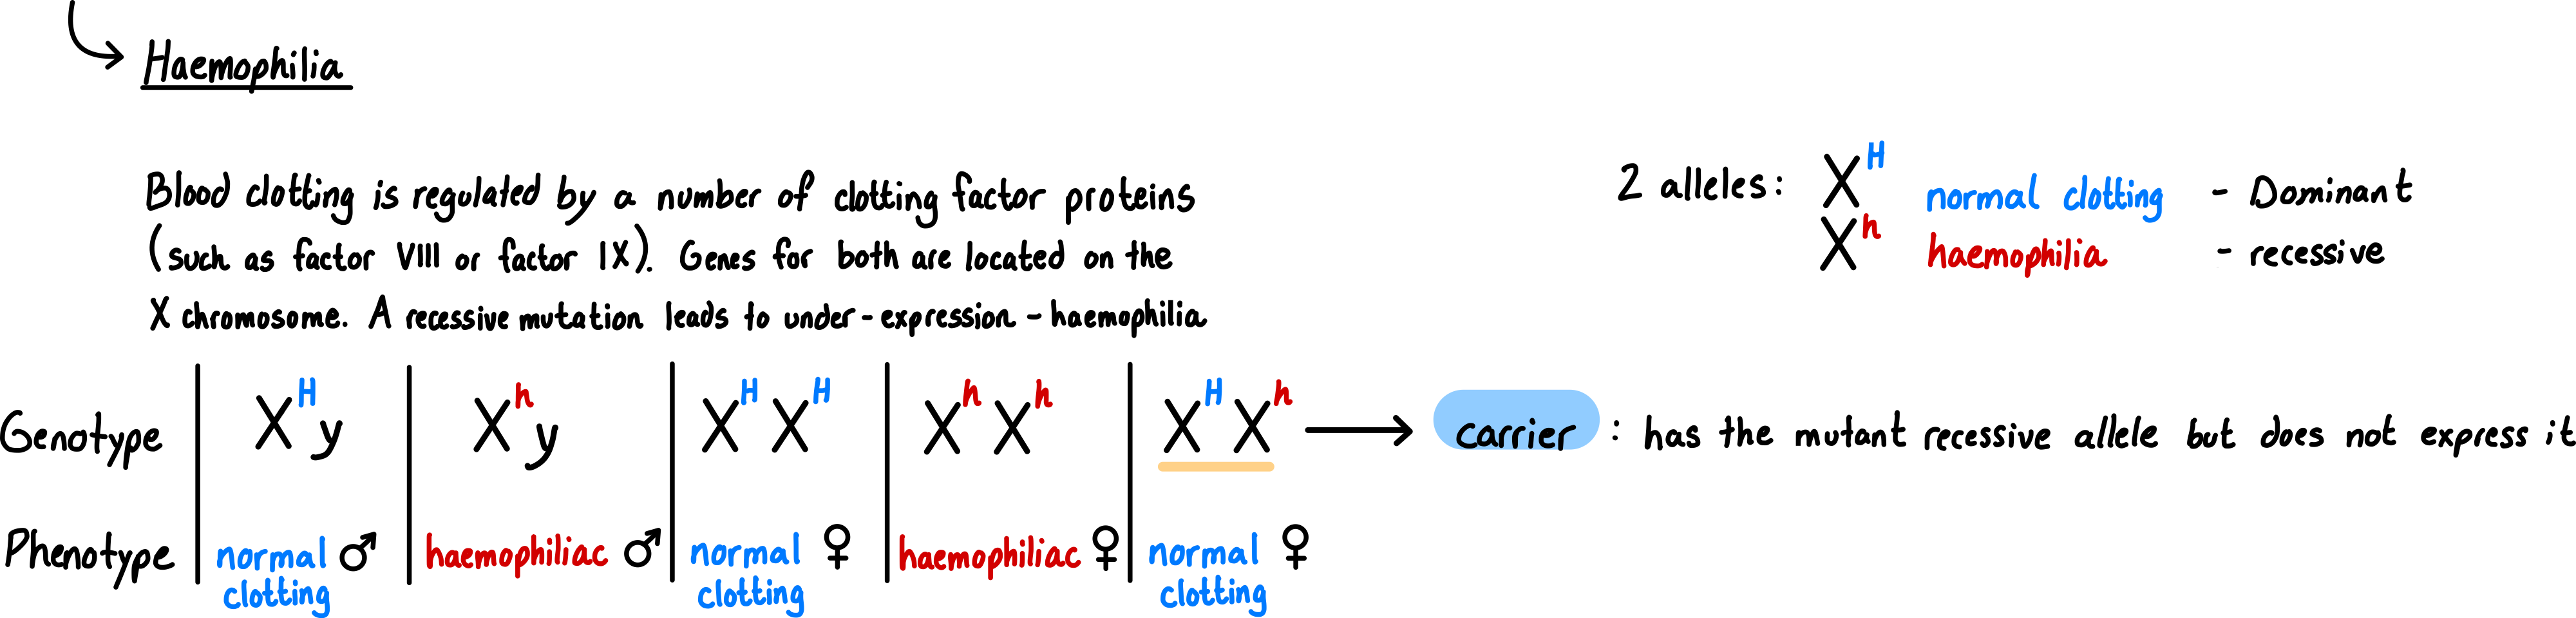 Haemophilia
Blood clotting is regulated by a number of clotting factor proteins
(such as factor VIII or factor IX). Genes for both are located on the
X chromosome. A recessive mutation leads to under-expression - haemophilia
2 alleles: X^H normal clotting - Dominant
X^h haemophilia - recessive
Genotype X^H y X^h y X^H X^H X^h X^h X^H X^h → carrier : has the mutant recessive allele but does not express it
Phenotype normal ♂ haemophiliac ♂ normal ♀ haemophiliac ♀ normal ♀
clotting clotting clotting